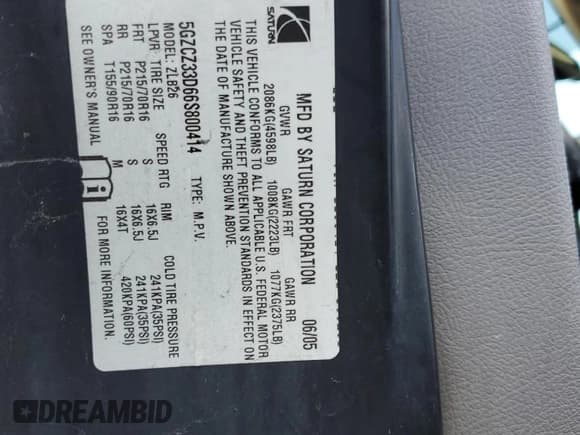 SATURN
MFD BY SATURN CORPORATION 06/05
GVWR GAWR FRT GAWR RR
2086KG(4598LB) 1008KG(2223LB) 1077KG(2375LB)
THIS VEHICLE CONFORMS TO ALL APPLICABLE U.S. FEDERAL MOTOR
VEHICLE SAFETY AND THEFT PREVENTION STANDARDS IN EFFECT ON
THE DATE OF MANUFACTURE SHOWN ABOVE.
5GZCZ33D66S800414 TYPE: M.P.V.
MODEL: ZLB26
LPVR: TIRE SIZE SPEED RTG RIM COLD TIRE PRESSURE
FRT P215/70R16 S 16X6.5J 241KPA(35PSI)
RR P215/70R16 S 16X6.5J 241KPA(35PSI)
SPA T155/90R16 M 16X4T 420KPA(60PSI)
SEE OWNER'S MANUAL i FOR MORE INFORMATION.
DREAMBID